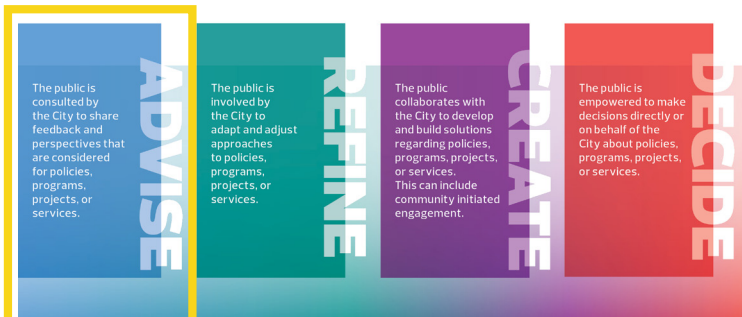 The public is
consulted by
the City to share
feedback and
perspectives that
are considered
for policies,
programs,
projects, or
services.
ADVISE
The public is
involved by
the City to
adapt and adjust
approaches
to policies,
programs,
projects, or
services.
REFINE
The public
collaborates with
the City to develop
and build solutions
regarding policies,
programs, projects,
or services.
This can include
community initiated
engagement.
CREATE
The public is
empowered to make
decisions directly or
on behalf of the
City about policies,
programs, projects,
or services.
DECIDE